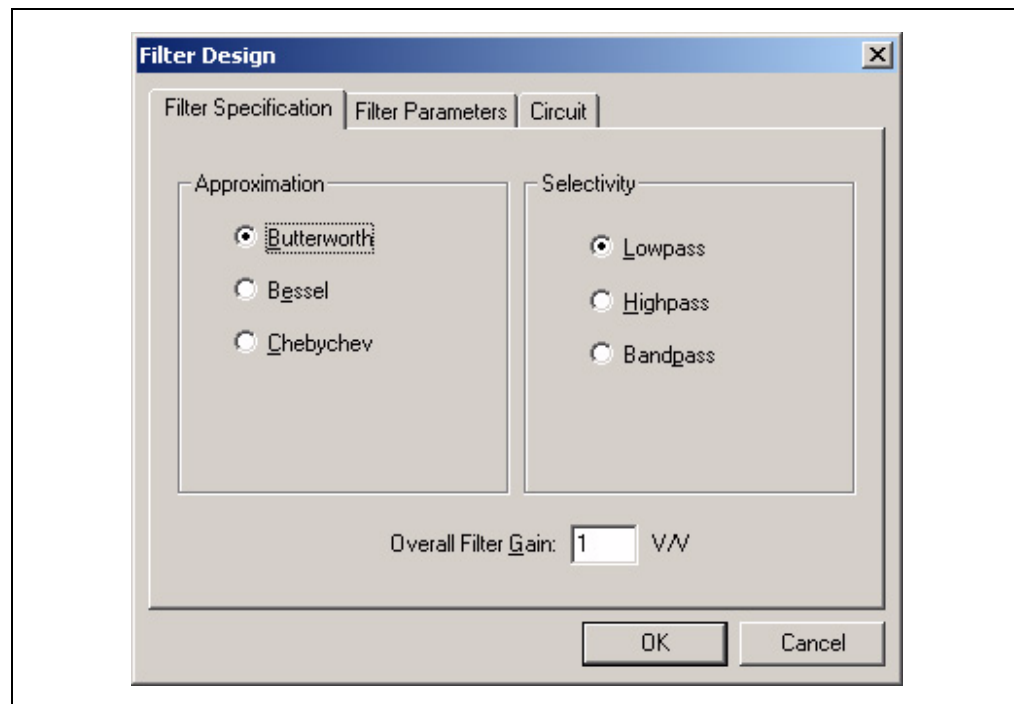 Filter Design
Filter Specification
Filter Parameters
Circuit
Approximation
Butterworth
Bessel
Chebychev
Selectivity
Lowpass
Highpass
Bandpass
Overall Filter Gain: 1 V/V
OK
Cancel